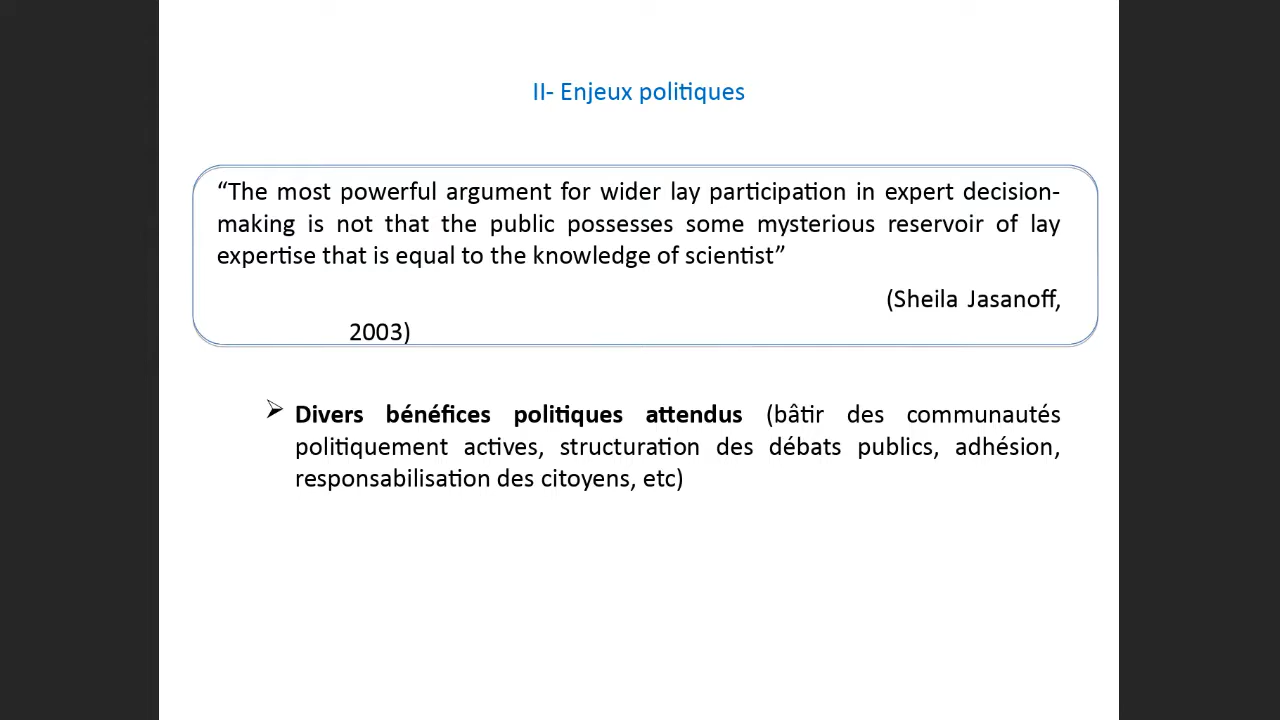 II- Enjeux politiques
“The most powerful argument for wider lay participation in expert decision-
making is not that the public possesses some mysterious reservoir of lay
expertise that is equal to the knowledge of scientist”
(Sheila Jasanoff,
2003)
➢ Divers bénéfices politiques attendus (bâtir des communautés
politiquement actives, structuration des débats publics, adhésion,
responsabilisation des citoyens, etc)